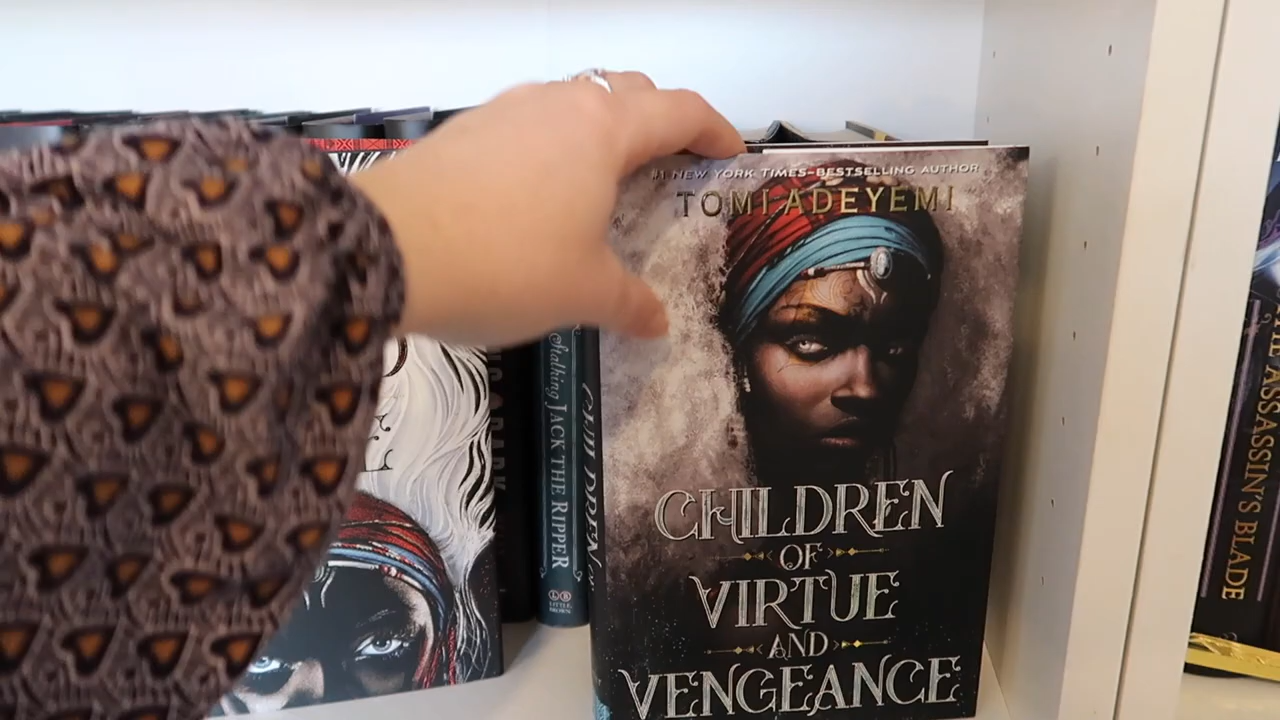 #1 NEW YORK TIMES-BESTSELLING AUTHOR
TOMI ADEYEMI
CHILDREN
OF
VIRTUE
AND
VENGEANCE
Stalking JACK THE RIPPER
LB
LITTLE BROWN
CHILDREN
ASSASSIN'S BLADE